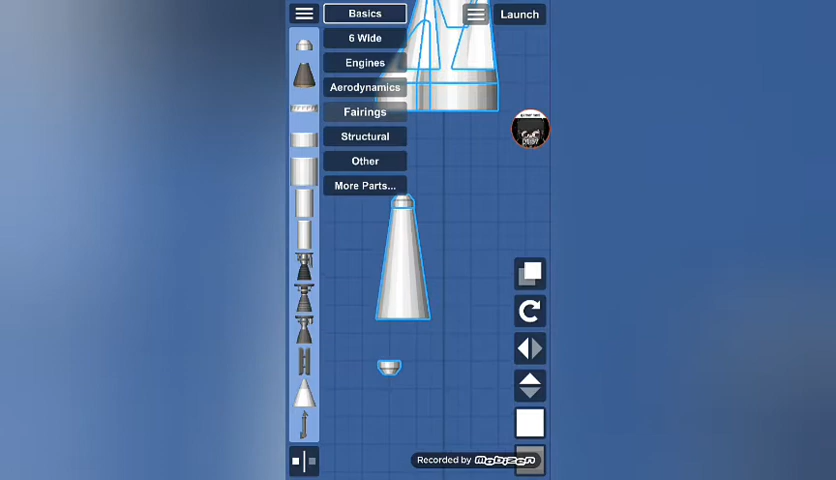 Basics
Launch
6 Wide
Engines
Aerodynamics
Fairings
Structural
Other
More Parts...
Recorded by mobizen